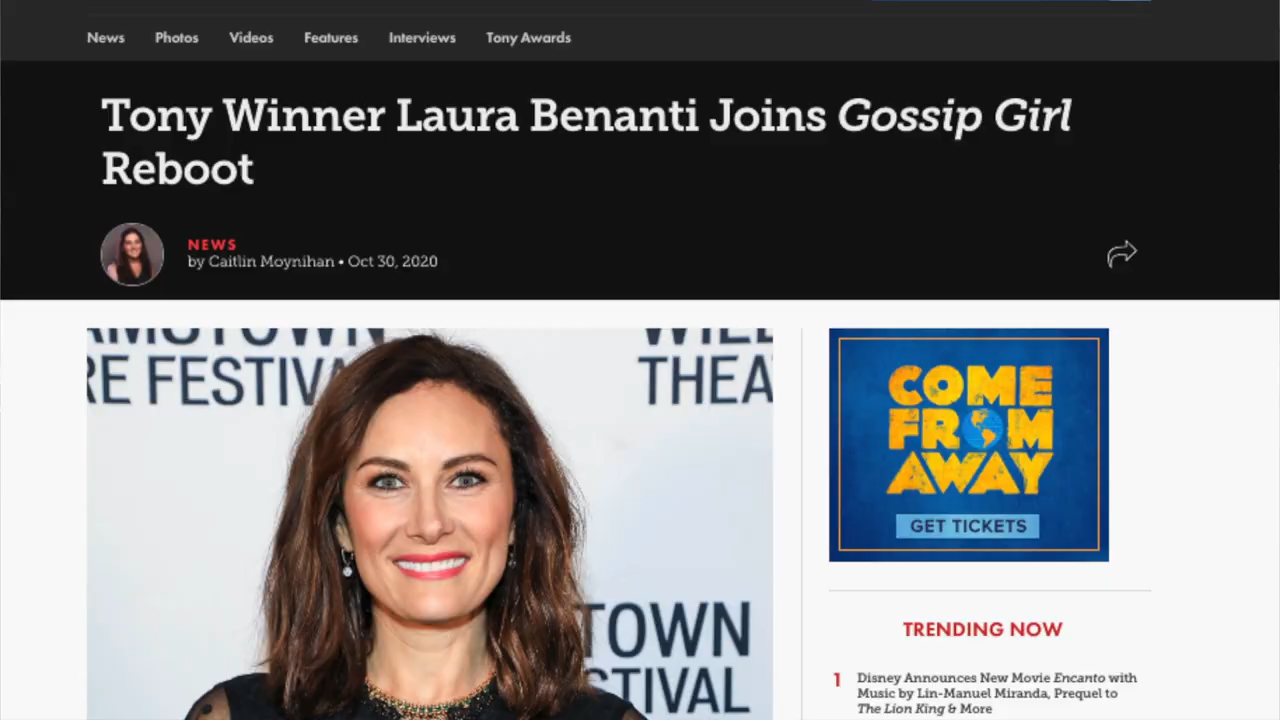 News Photos Videos Features Interviews Tony Awards
Tony Winner Laura Benanti Joins Gossip Girl
Reboot
NEWS
by Caitlin Moynihan • Oct 30, 2020
RE FESTIVA
THEA
TOWN
STIVAL
COME
FROM
AWAY
GET TICKETS
TRENDING NOW
1 Disney Announces New Movie Encanto with
Music by Lin-Manuel Miranda, Prequel to
The Lion King & More